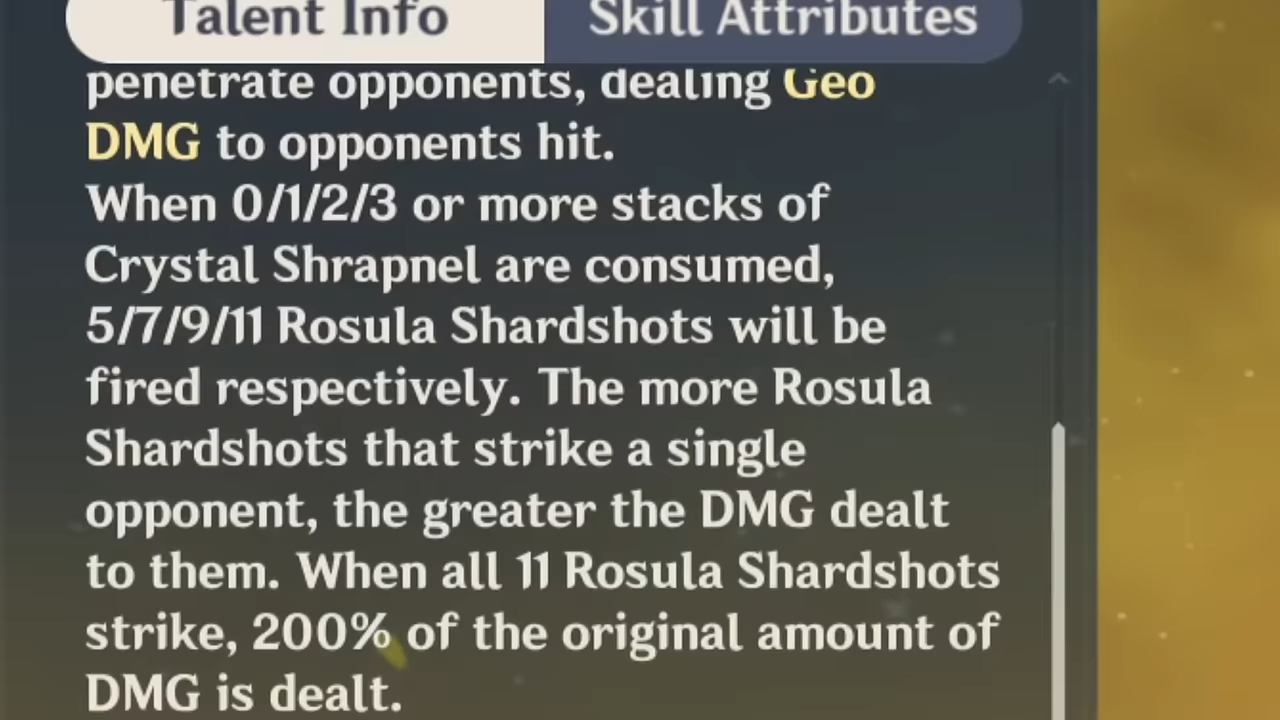 Talent Info
Skill Attributes
penetrate opponents, dealing Geo
DMG to opponents hit.
When 0/1/2/3 or more stacks of
Crystal Shrapnel are consumed,
5/7/9/11 Rosula Shardshots will be
fired respectively. The more Rosula
Shardshots that strike a single
opponent, the greater the DMG dealt
to them. When all 11 Rosula Shardshots
strike, 200% of the original amount of
DMG is dealt.